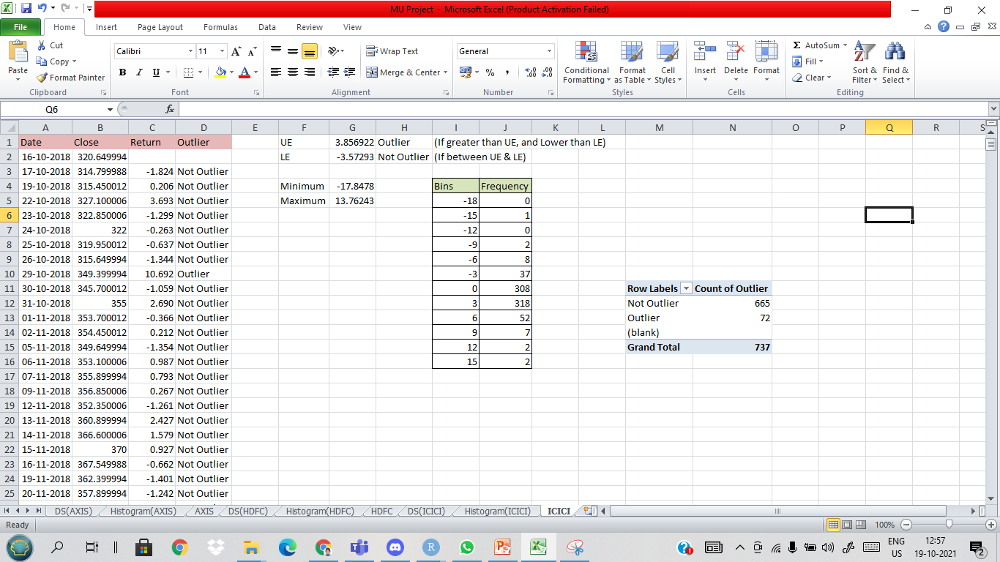 MU Project - Microsoft Excel (Product Activation Failed)
File Home Insert Page Layout Formulas Data Review View
Paste Cut Copy Format Painter
Calibri 11
B I U
Wrap Text
Merge & Center
General
% ,
Conditional Formatting Format as Table Cell Styles
Insert Delete Format
Σ AutoSum Fill Clear
Sort & Filter Find & Select
Clipboard Font Alignment Number Styles Cells Editing
Q6 fx
A B C D E F G H I J K L M N O P Q R S
1 Date Close Return Outlier UE 3.856922 Outlier (If greater than UE, and Lower than LE)
2 16-10-2018 320.649994 LE -3.57293 Not Outlier (If between UE & LE)
3 17-10-2018 314.799988 -1.824 Not Outlier
4 19-10-2018 315.450012 0.206 Not Outlier Minimum -17.8478 Bins Frequency
5 22-10-2018 327.100006 3.693 Not Outlier Maximum 13.76243 -18 0
6 23-10-2018 322.850006 -1.299 Not Outlier -15 1
7 24-10-2018 322 -0.263 Not Outlier -12 0
8 25-10-2018 319.950012 -0.637 Not Outlier -9 2
9 26-10-2018 315.649994 -1.344 Not Outlier -6 8
10 29-10-2018 349.399994 10.692 Outlier -3 37
11 30-10-2018 345.700012 -1.059 Not Outlier 0 308 Row Labels Count of Outlier
12 31-10-2018 355 2.690 Not Outlier 3 318 Not Outlier 665
13 01-11-2018 353.700012 -0.366 Not Outlier 6 52 Outlier 72
14 02-11-2018 354.450012 0.212 Not Outlier 9 7 (blank)
15 05-11-2018 349.649994 -1.354 Not Outlier 12 2 Grand Total 737
16 06-11-2018 353.100006 0.987 Not Outlier 15 2
17 07-11-2018 355.899994 0.793 Not Outlier
18 09-11-2018 356.850006 0.267 Not Outlier
19 12-11-2018 352.350006 -1.261 Not Outlier
20 13-11-2018 360.899994 2.427 Not Outlier
21 14-11-2018 366.600006 1.579 Not Outlier
22 15-11-2018 370 0.927 Not Outlier
23 16-11-2018 367.549988 -0.662 Not Outlier
24 19-11-2018 362.399994 -1.401 Not Outlier
25 20-11-2018 357.899994 -1.242 Not Outlier
DS(AXIS) Histogram(AXIS) AXIS DS(HDFC) Histogram(HDFC) HDFC DS(ICICI) Histogram(ICICI) ICICI
Ready 100%
ENG 12:57
US 19-10-2021 2